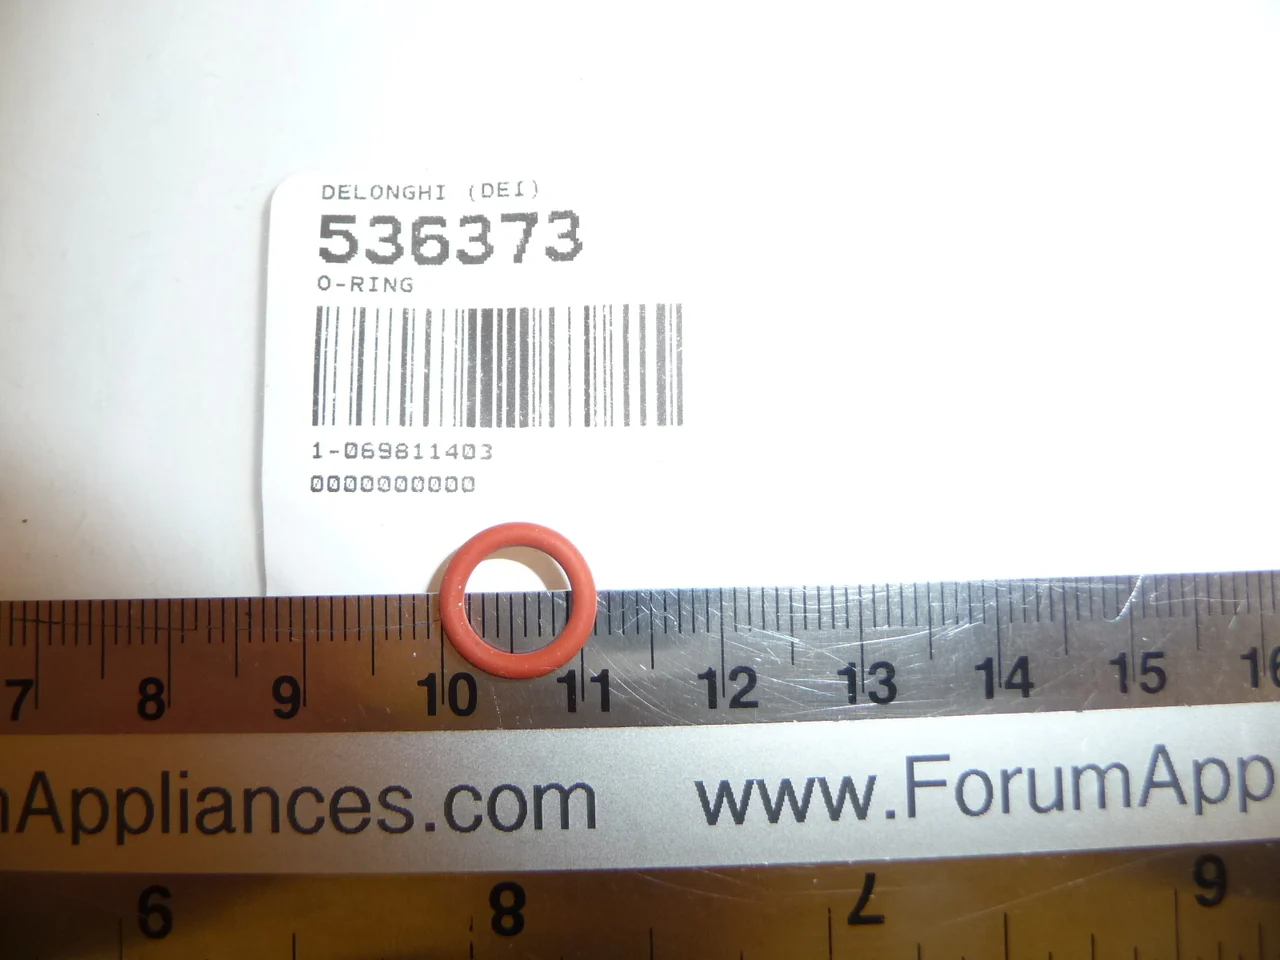 DELONGHI (DEI)
536373
O-RING
1-069811403
0000000000
7 8 9 10 11 12 13 14 15 16
mAppliances.com www.ForumApp
9 8 7 6